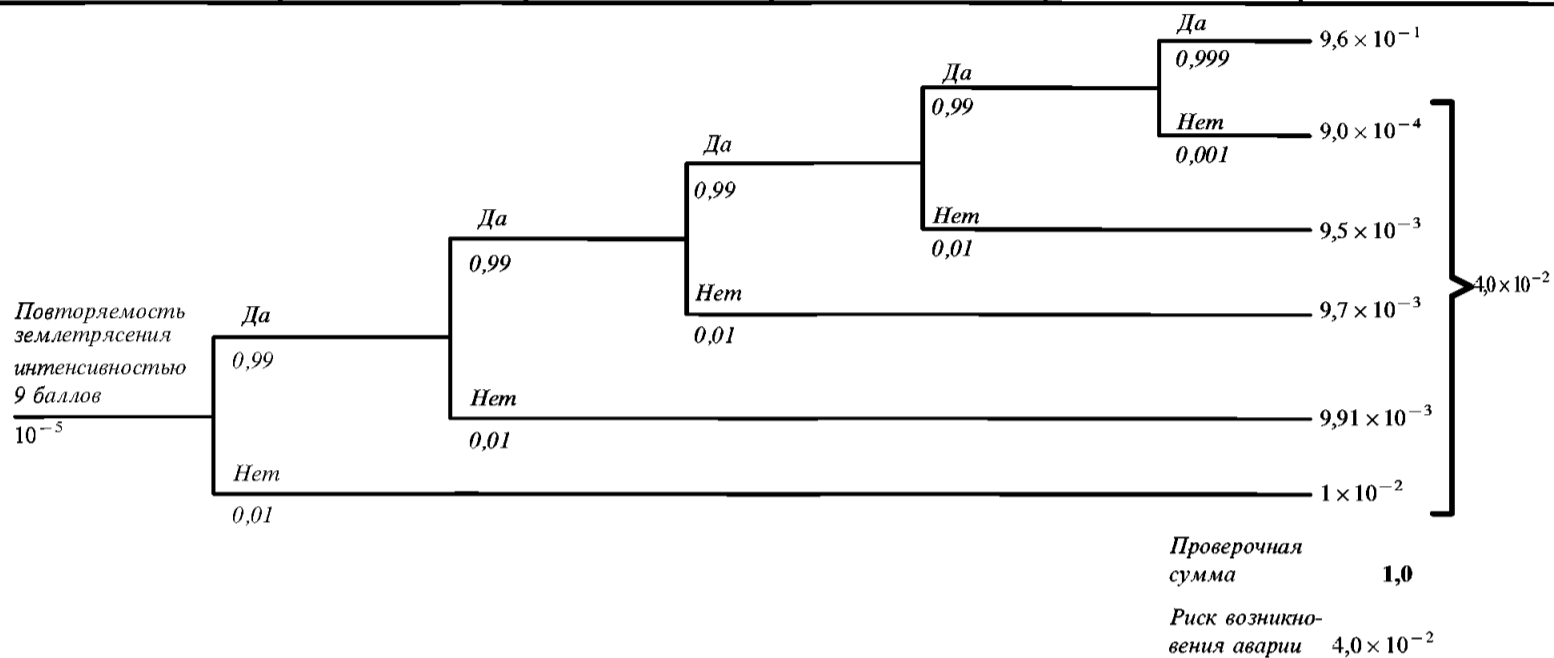 Да
0,999
9,6 × 10⁻¹
Да
0,99
Нет
0,001
9,0 × 10⁻⁴
Да
0,99
Нет
0,01
9,5 × 10⁻³
Да
0,99
Нет
0,01
9,7 × 10⁻³
4,0 × 10⁻²
Повторяемость
землетрясения
интенсивностью
9 баллов
10⁻⁵
Да
0,99
Нет
0,01
9,91 × 10⁻³
Нет
0,01
1 × 10⁻²
Проверочная
сумма 1,0
Риск возникно-
вения аварии 4,0 × 10⁻²